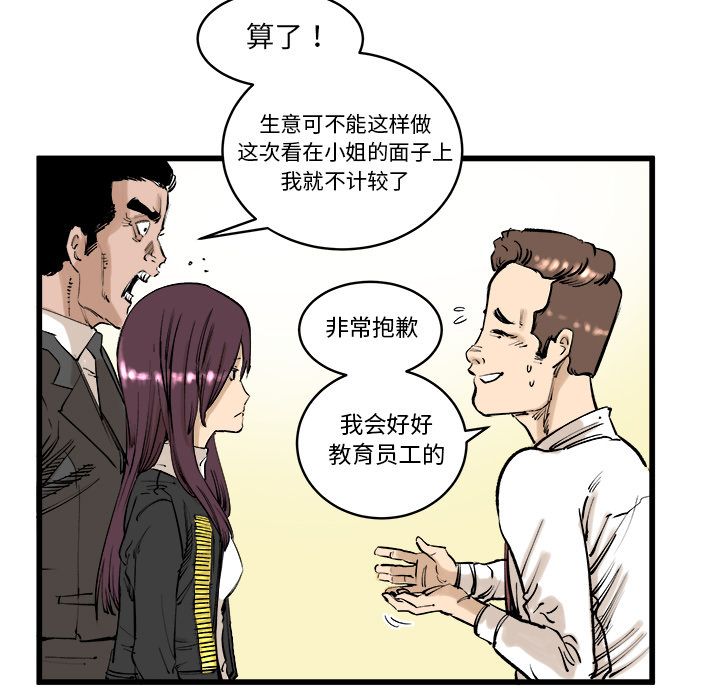 算了！
生意可不能这样做
这次看在小姐的面子上
我就不计较了
非常抱歉
我会好好
教育员工的